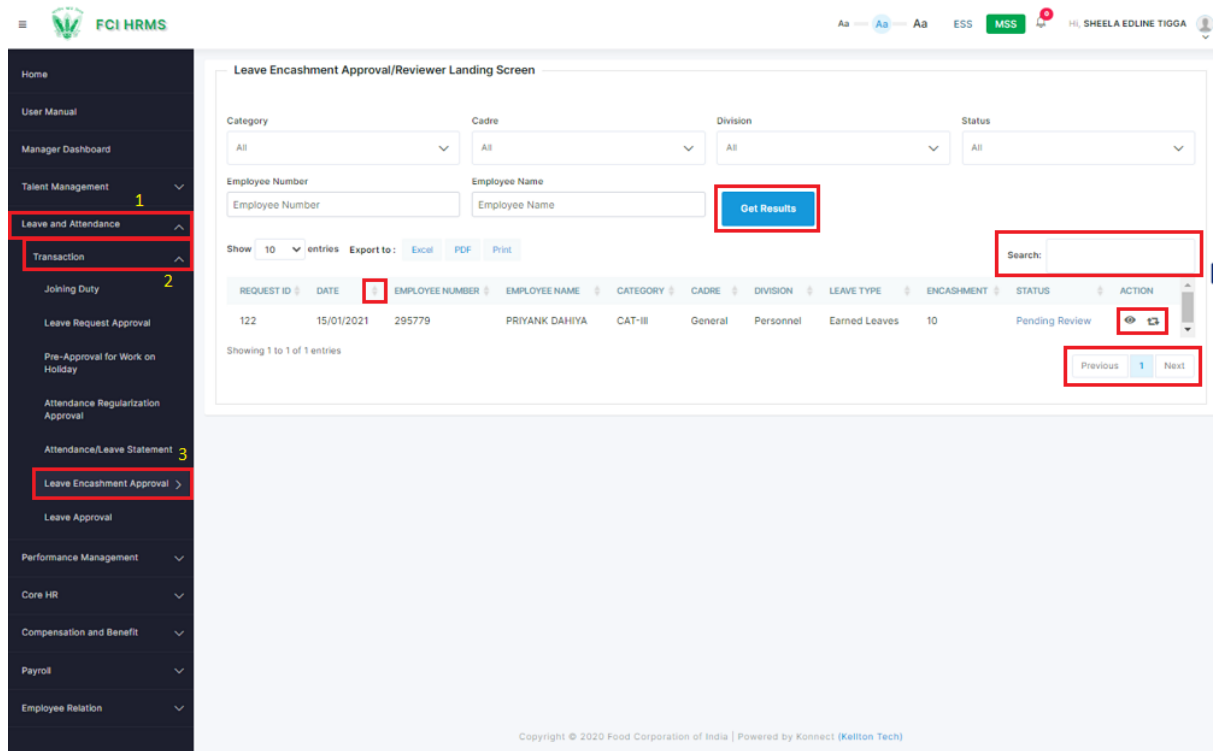 FCI HRMS
Aa Aa Aa ESS MSS 0 Hi, SHEELA EDLINE TIGGA
Home
User Manual
Manager Dashboard
Talent Management
1
Leave and Attendance
Transaction
2
Joining Duty
Leave Request Approval
Pre-Approval for Work on
Holiday
Attendance Regularization
Approval
Attendance/Leave Statement
3
Leave Encashment Approval
Leave Approval
Performance Management
Core HR
Compensation and Benefit
Payroll
Employee Relation
Leave Encashment Approval/Reviewer Landing Screen
Category Cadre Division Status
All All All All
Employee Number Employee Name
Employee Number Employee Name Get Results
Show 10 entries Export to : Excel PDF Print Search:
REQUEST ID DATE EMPLOYEE NUMBER EMPLOYEE NAME CATEGORY CADRE DIVISION LEAVE TYPE ENCASHMENT STATUS ACTION
122 15/01/2021 295779 PRIYANK DAHIYA CAT-III General Personnel Earned Leaves 10 Pending Review
Showing 1 to 1 of 1 entries
Previous 1 Next
Copyright © 2020 Food Corporation of India | Powered by Konnect (Kellton Tech)